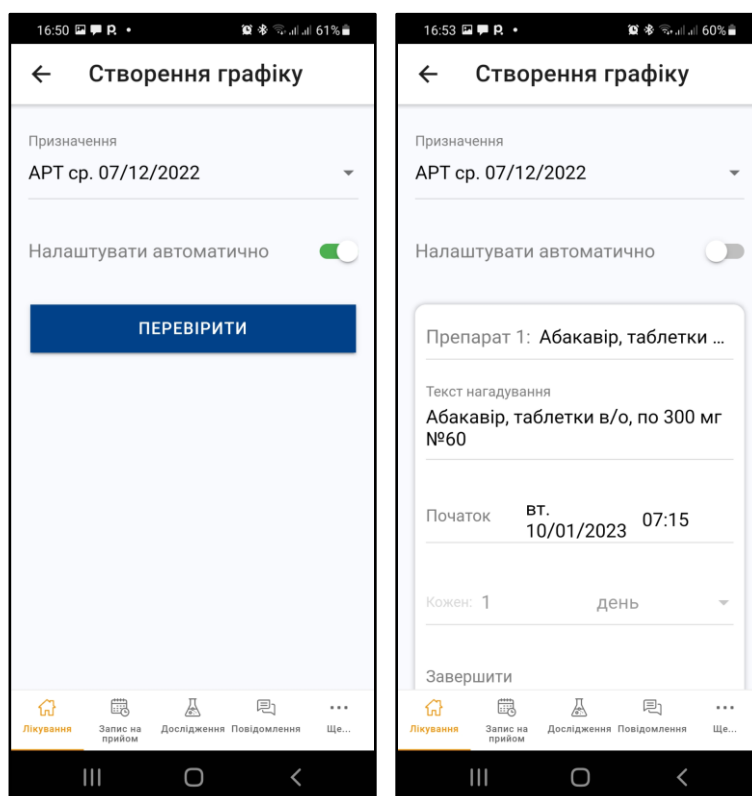 16:50
61%
Створення графіку
Призначення
АРТ ср. 07/12/2022
Налаштувати автоматично
ПЕРЕВІРИТИ
Лікування
Запис на
прийом
Дослідження
Повідомлення
Ще...
16:53
60%
Створення графіку
Призначення
АРТ ср. 07/12/2022
Налаштувати автоматично
Препарат 1: Абакавір, таблетки ...
Текст нагадування
Абакавір, таблетки в/о, по 300 мг
№60
Початок
вт.
10/01/2023
07:15
Кожен: 1 день
Завершити
Лікування
Запис на
прийом
Дослідження
Повідомлення
Ще...